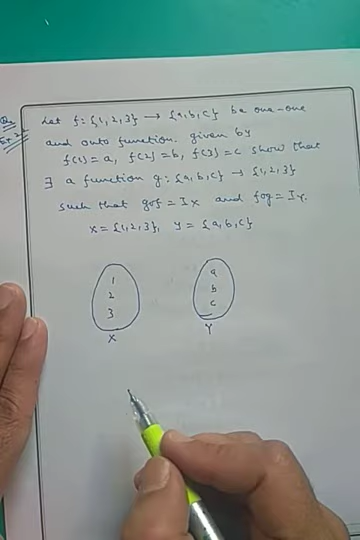 Let f: {1,2,3} → {a,b,c} be one-one
and onto function. given by
f(1) = a, f(2) = b, f(3) = c show that
∃ a function g: {a,b,c} → {1,2,3}
such that gof = Ix and fog = Iy.
x = {1,2,3}, y = {a,b,c}
1
2
3
X
a
b
c
Y